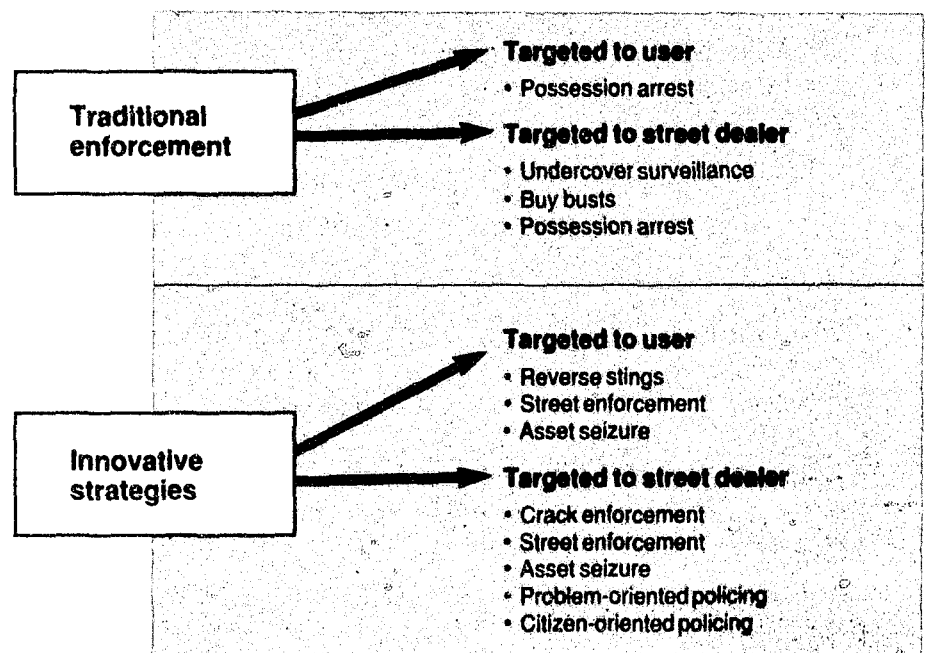 Traditional
enforcement
Targeted to user
• Possession arrest
Targeted to street dealer
• Undercover surveillance
• Buy busts
• Possession arrest
Innovative
strategies
Targeted to user
• Reverse stings
• Street enforcement
• Asset seizure
Targeted to street dealer
• Crack enforcement
• Street enforcement
• Asset seizure
• Problem-oriented policing
• Citizen-oriented policing